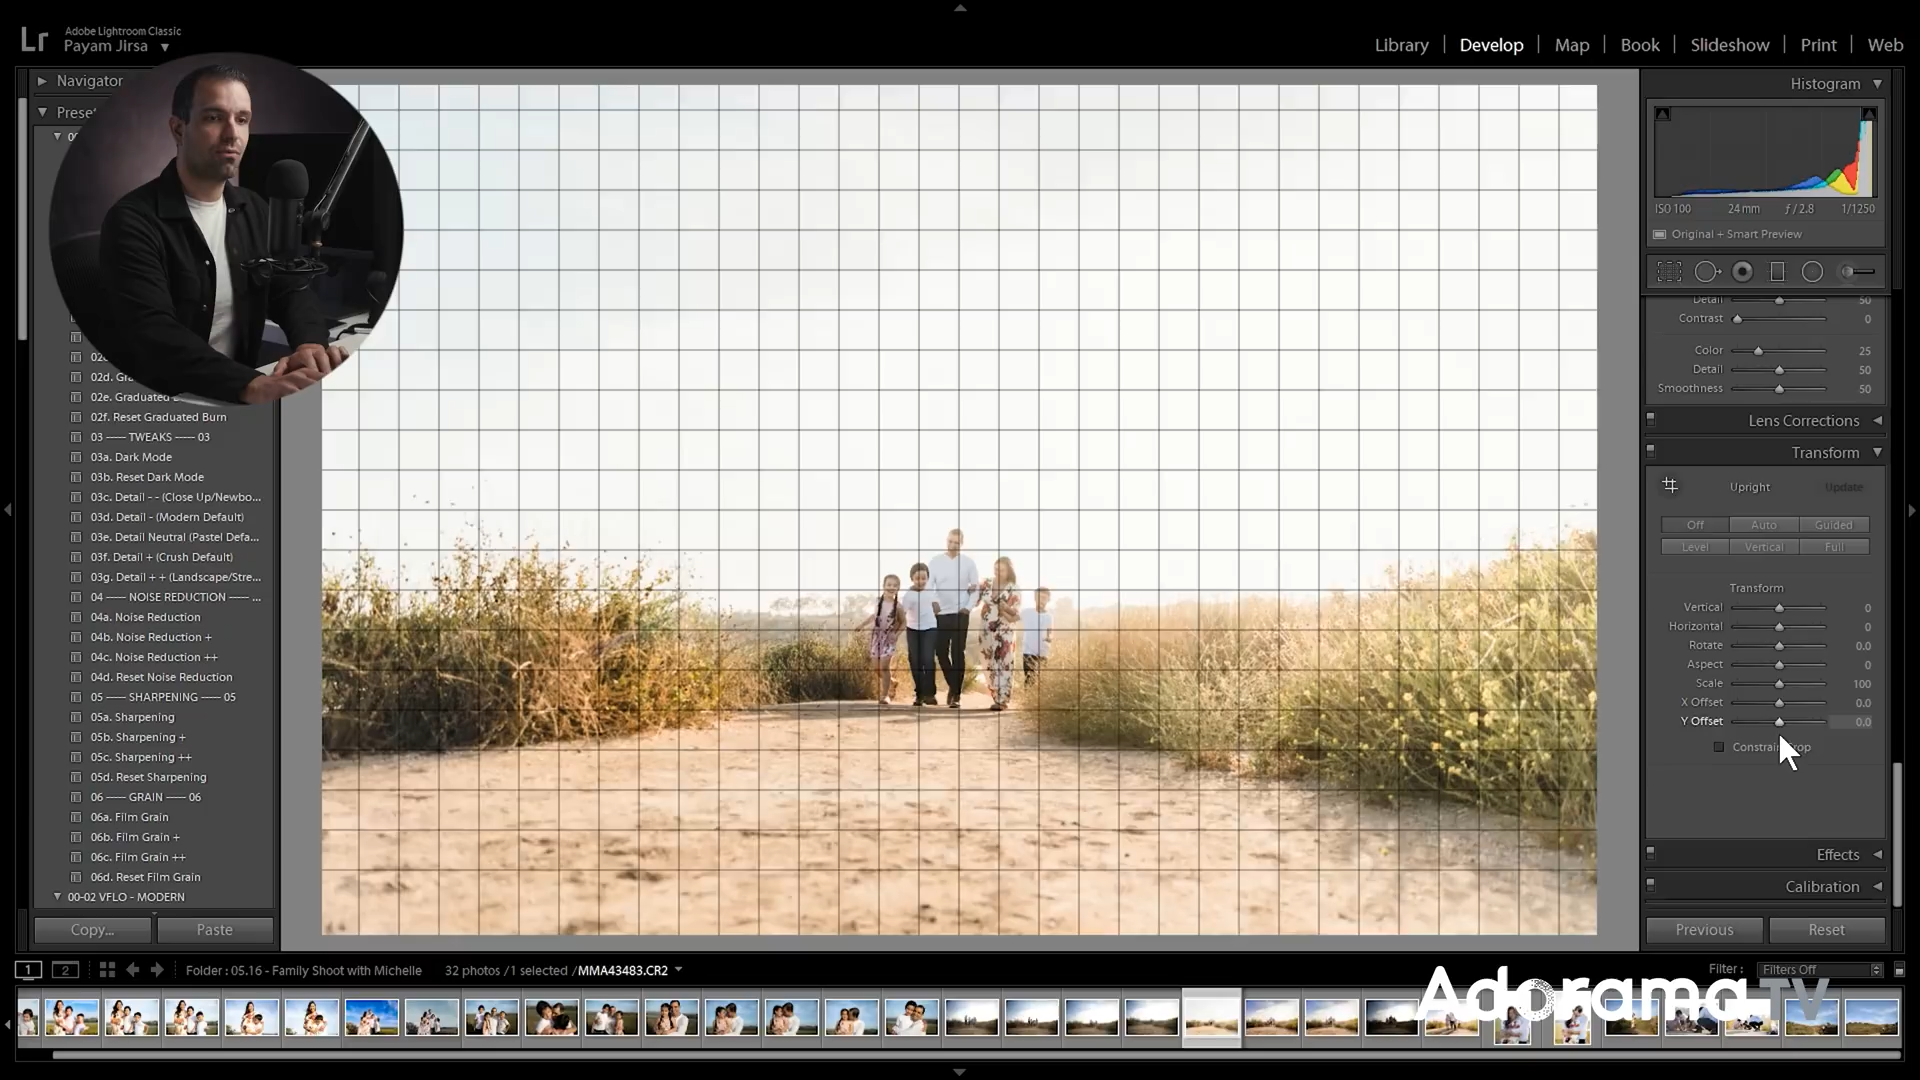 Lr
Adobe Lightroom Classic
Payam Jirsa
Library | Develop | Map | Book | Slideshow | Print | Web
Navigator
02f. Reset Graduated Burn
03 —— TWEAKS —— 03
03a. Dark Mode
03b. Reset Dark Mode
03c. Detail - - (Close Up/Newbo...
03d. Detail - (Modern Default)
03e. Detail Neutral (Pastel Defa...
03f. Detail + (Crush Default)
03g. Detail + + (Landscape/Stre...
04 —— NOISE REDUCTION —— ...
04a. Noise Reduction
04b. Noise Reduction +
04c. Noise Reduction ++
04d. Reset Noise Reduction
05 —— SHARPENING —— 05
05a. Sharpening
05b. Sharpening +
05c. Sharpening ++
05d. Reset Sharpening
06 —— GRAIN —— 06
06a. Film Grain
06b. Film Grain +
06c. Film Grain ++
06d. Reset Film Grain
00-02 VFLO - MODERN
Copy...
Paste
Histogram
ISO 100 24 mm ƒ / 2.8 1/1250
Original + Smart Preview
Detail 50
Contrast 0
Color 25
Detail 50
Smoothness 50
Lens Corrections
Transform
Upright Update
Off Auto Guided
Level Vertical Full
Transform
Vertical 0
Horizontal 0
Rotate 0.0
Aspect 0
Scale 100
X Offset 0.0
Y Offset 0.0
Effects
Calibration
Previous
Reset
1 2 Folder : 05.16 - Family Shoot with Michelle 32 photos / 1 selected / MMA43483.CR2
Filter : Filters Off
Adorama TV